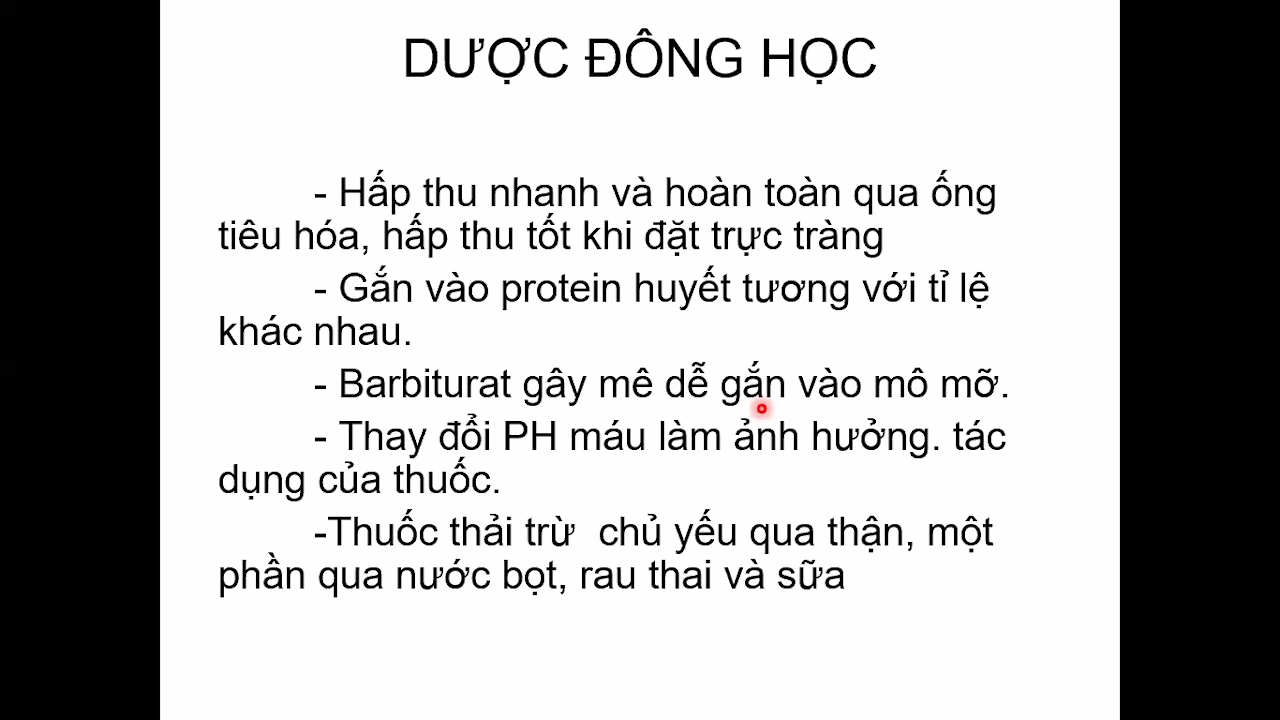 DƯỢC ĐÔNG HỌC
- Hấp thu nhanh và hoàn toàn qua ống
tiêu hóa, hấp thu tốt khi đặt trực tràng
- Gắn vào protein huyết tương với tỉ lệ
khác nhau.
- Barbiturat gây mê dễ gắn vào mô mỡ.
- Thay đổi PH máu làm ảnh hưởng. tác
dụng của thuốc.
-Thuốc thải trừ  chủ yếu qua thận, một
phần qua nước bọt, rau thai và sữa